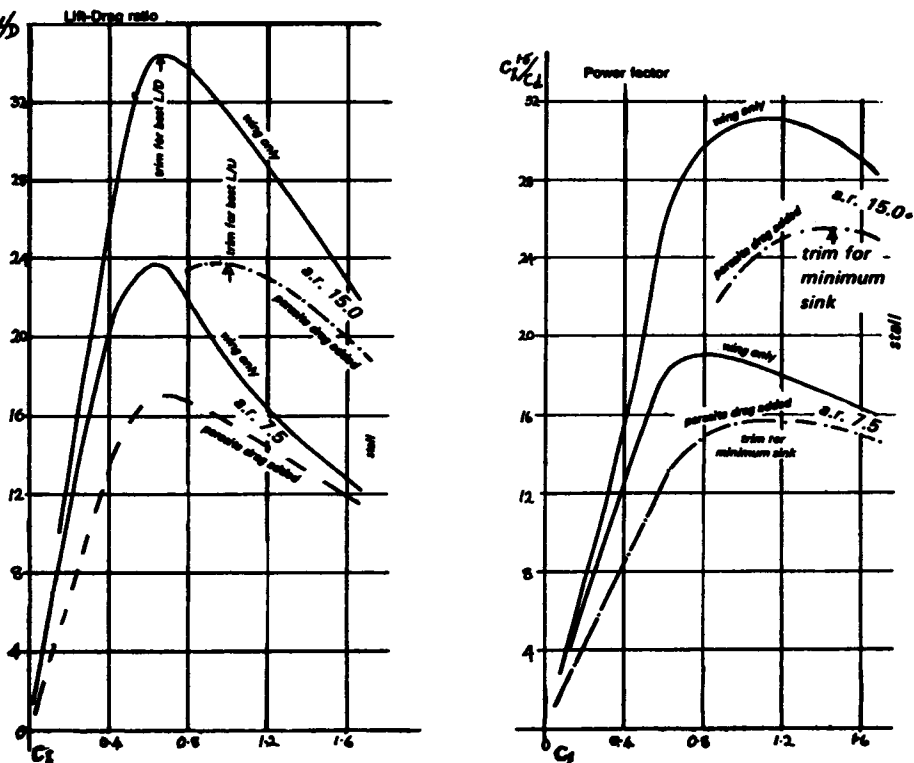 Lift-Drag ratio
L/D
32
28
24
20
16
12
8
4
0
trim for best L/D
trim for best L/D
wing only
a.r. 15.0
parasite drag added
wing only
a.r. 7.5
parasite drag added
stall
0.4
0.8
1.2
1.6
Power factor
32
28
24
20
16
12
8
4
0
wing only
a.r. 15.0
parasite drag added
trim for
minimum
sink
stall
wing only
parasite drag added
a.r. 7.5
trim for
minimum sink
0.4
0.8
1.2
1.6